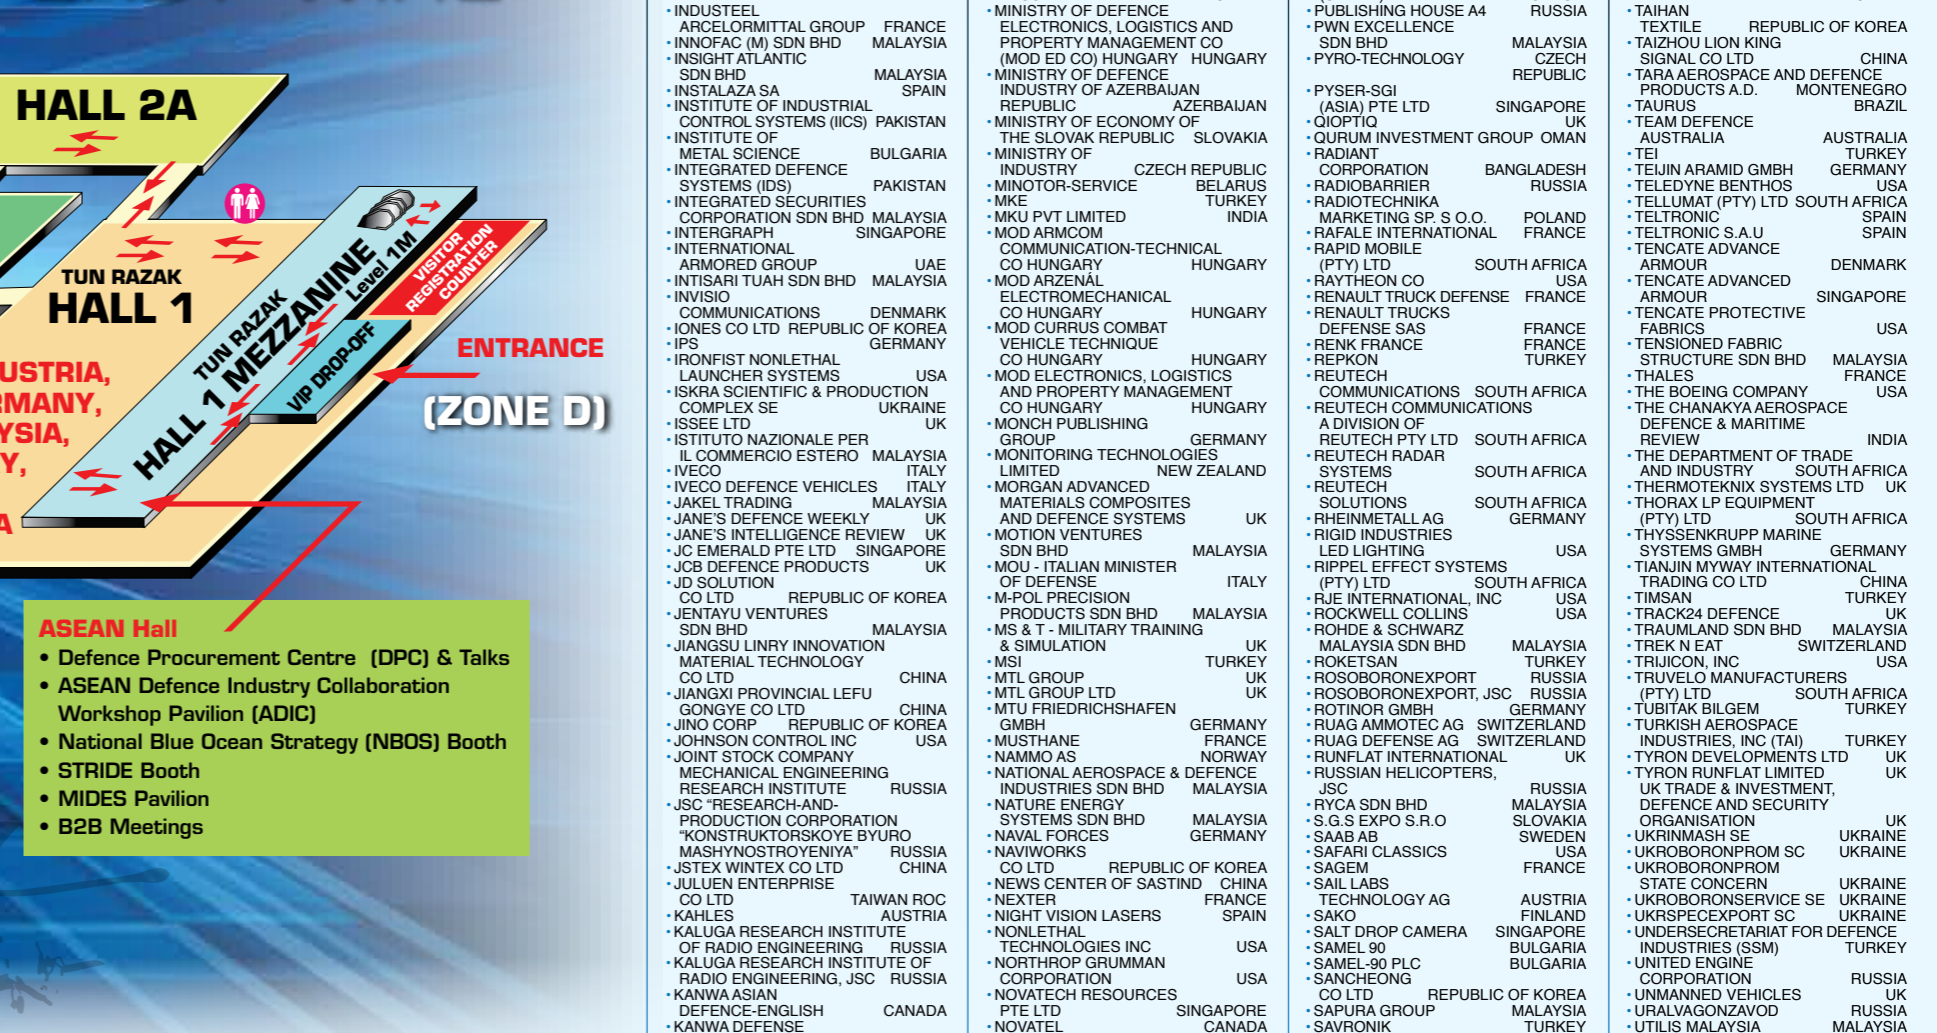 HALL 2A
TUN RAZAK
HALL 1
TUN RAZAK
HALL 1 MEZZANINE
Level 1M
VISITOR
REGISTRATION
COUNTER
VIP DROP-OFF
ENTRANCE
(ZONE D)
USTRIA,
RMANY,
YSIA,
Y,
A
ASEAN Hall
• Defence Procurement Centre (DPC) & Talks
• ASEAN Defence Industry Collaboration
Workshop Pavilion (ADIC)
• National Blue Ocean Strategy (NBOS) Booth
• STRIDE Booth
• MIDES Pavilion
• B2B Meetings
• INDUSTEEL
ARCELORMITTAL GROUP FRANCE
• INNOFAC (M) SDN BHD MALAYSIA
• INSIGHT ATLANTIC
SDN BHD MALAYSIA
• INSTALAZA SA SPAIN
• INSTITUTE OF INDUSTRIAL
CONTROL SYSTEMS (IICS) PAKISTAN
• INSTITUTE OF
METAL SCIENCE BULGARIA
• INTEGRATED DEFENCE
SYSTEMS (IDS) PAKISTAN
• INTEGRATED SECURITIES
CORPORATION SDN BHD MALAYSIA
• INTERGRAPH SINGAPORE
• INTERNATIONAL
ARMORED GROUP UAE
• INTISARI TUAH SDN BHD MALAYSIA
• INVISIO
COMMUNICATIONS DENMARK
• IONES CO LTD REPUBLIC OF KOREA
• IPS GERMANY
• IRONFIST NONLETHAL
LAUNCHER SYSTEMS USA
• ISKRA SCIENTIFIC & PRODUCTION
COMPLEX SE UKRAINE
• ISSEE LTD UK
• ISTITUTO NAZIONALE PER
IL COMMERCIO ESTERO MALAYSIA
• IVECO ITALY
• IVECO DEFENCE VEHICLES ITALY
• JAKEL TRADING MALAYSIA
• JANE'S DEFENCE WEEKLY UK
• JANE'S INTELLIGENCE REVIEW UK
• JC EMERALD PTE LTD SINGAPORE
• JCB DEFENCE PRODUCTS UK
• JD SOLUTION
CO LTD REPUBLIC OF KOREA
• JENTAYU VENTURES
SDN BHD MALAYSIA
• JIANGSU LINRY INNOVATION
MATERIAL TECHNOLOGY
CO LTD CHINA
• JIANGXI PROVINCIAL LEFU
GONGYE CO LTD CHINA
• JINO CORP REPUBLIC OF KOREA
• JOHNSON CONTROL INC USA
• JOINT STOCK COMPANY
MECHANICAL ENGINEERING
RESEARCH INSTITUTE RUSSIA
• JSC “RESEARCH-AND-
PRODUCTION CORPORATION
“KONSTRUKTORSKOYE BYURO
MASHYNOSTROYENIYA” RUSSIA
• JSTEX WINTEX CO LTD CHINA
• JULUEN ENTERPRISE
CO LTD TAIWAN ROC
• KAHLES AUSTRIA
• KALUGA RESEARCH INSTITUTE
OF RADIO ENGINEERING RUSSIA
• KALUGA RESEARCH INSTITUTE OF
RADIO ENGINEERING, JSC RUSSIA
• KANWA ASIAN
DEFENCE-ENGLISH CANADA
• KANWA DEFENSE
• MINISTRY OF DEFENCE
ELECTRONICS, LOGISTICS AND
PROPERTY MANAGEMENT CO
(MOD ED CO) HUNGARY HUNGARY
• MINISTRY OF DEFENCE
INDUSTRY OF AZERBAIJAN
REPUBLIC AZERBAIJAN
• MINISTRY OF ECONOMY OF
THE SLOVAK REPUBLIC SLOVAKIA
• MINISTRY OF
INDUSTRY CZECH REPUBLIC
• MINOTOR-SERVICE BELARUS
• MKE TURKEY
• MKU PVT LIMITED INDIA
• MOD ARMCOM
COMMUNICATION-TECHNICAL
CO HUNGARY HUNGARY
• MOD ARZENÁL
ELECTROMECHANICAL
CO HUNGARY HUNGARY
• MOD CURRUS COMBAT
VEHICLE TECHNIQUE
CO HUNGARY HUNGARY
• MOD ELECTRONICS, LOGISTICS
AND PROPERTY MANAGEMENT
CO HUNGARY HUNGARY
• MONCH PUBLISHING
GROUP GERMANY
• MONITORING TECHNOLOGIES
LIMITED NEW ZEALAND
• MORGAN ADVANCED
MATERIALS COMPOSITES
AND DEFENCE SYSTEMS UK
• MOTION VENTURES
SDN BHD MALAYSIA
• MOU - ITALIAN MINISTER
OF DEFENSE ITALY
• M-POL PRECISION
PRODUCTS SDN BHD MALAYSIA
• MS & T - MILITARY TRAINING
& SIMULATION UK
• MSI TURKEY
• MTL GROUP UK
• MTL GROUP LTD UK
• MTU FRIEDRICHSHAFEN
GMBH GERMANY
• MUSTHANE FRANCE
• NAMMO AS NORWAY
• NATIONAL AEROSPACE & DEFENCE
INDUSTRIES SDN BHD MALAYSIA
• NATURE ENERGY
SYSTEMS SDN BHD MALAYSIA
• NAVAL FORCES GERMANY
• NAVIWORKS
CO LTD REPUBLIC OF KOREA
• NEWS CENTER OF SASTIND CHINA
• NEXTER FRANCE
• NIGHT VISION LASERS SPAIN
• NONLETHAL
TECHNOLOGIES INC USA
• NORTHROP GRUMMAN
CORPORATION USA
• NOVATECH RESOURCES
PTE LTD SINGAPORE
• NOVATEL CANADA
• PUBLISHING HOUSE A4 RUSSIA
• PWN EXCELLENCE
SDN BHD MALAYSIA
• PYRO-TECHNOLOGY CZECH
REPUBLIC
• PYSER-SGI
(ASIA) PTE LTD SINGAPORE
• QIOPTIQ UK
• QURUM INVESTMENT GROUP OMAN
• RADIANT
CORPORATION BANGLADESH
• RADIOBARRIER RUSSIA
• RADIOTECHNIKA
MARKETING SP. S O.O. POLAND
• RAFALE INTERNATIONAL FRANCE
• RAPID MOBILE
(PTY) LTD SOUTH AFRICA
• RAYTHEON CO USA
• RENAULT TRUCK DEFENSE FRANCE
• RENAULT TRUCKS
DEFENSE SAS FRANCE
• RENK FRANCE FRANCE
• REPKON TURKEY
• REUTECH
COMMUNICATIONS SOUTH AFRICA
• REUTECH COMMUNICATIONS
A DIVISION OF
REUTECH PTY LTD SOUTH AFRICA
• REUTECH RADAR
SYSTEMS SOUTH AFRICA
• REUTECH
SOLUTIONS SOUTH AFRICA
• RHEINMETALL AG GERMANY
• RIGID INDUSTRIES
LED LIGHTING USA
• RIPPEL EFFECT SYSTEMS
(PTY) LTD SOUTH AFRICA
• RJE INTERNATIONAL, INC USA
• ROCKWELL COLLINS USA
• ROHDE & SCHWARZ
MALAYSIA SDN BHD MALAYSIA
• ROKETSAN TURKEY
• ROSOBORONEXPORT RUSSIA
• ROSOBORONEXPORT, JSC RUSSIA
• ROTINOR GMBH GERMANY
• RUAG AMMOTEC AG SWITZERLAND
• RUAG DEFENSE AG SWITZERLAND
• RUNFLAT INTERNATIONAL UK
• RUSSIAN HELICOPTERS,
JSC RUSSIA
• RYCA SDN BHD MALAYSIA
• S.G.S EXPO S.R.O SLOVAKIA
• SAAB AB SWEDEN
• SAFARI CLASSICS USA
• SAGEM FRANCE
• SAIL LABS
TECHNOLOGY AG AUSTRIA
• SAKO FINLAND
• SALT DROP CAMERA SINGAPORE
• SAMEL 90 BULGARIA
• SAMEL-90 PLC BULGARIA
• SANCHEONG
CO LTD REPUBLIC OF KOREA
• SAPURA GROUP MALAYSIA
• SAVRONIK TURKEY
• TAIHAN
TEXTILE REPUBLIC OF KOREA
• TAIZHOU LION KING
SIGNAL CO LTD CHINA
• TARA AEROSPACE AND DEFENCE
PRODUCTS A.D. MONTENEGRO
• TAURUS BRAZIL
• TEAM DEFENCE
AUSTRALIA AUSTRALIA
• TEI TURKEY
• TEIJIN ARAMID GMBH GERMANY
• TELEDYNE BENTHOS USA
• TELLUMAT (PTY) LTD SOUTH AFRICA
• TELTRONIC SPAIN
• TELTRONIC S.A.U SPAIN
• TENCATE ADVANCE
ARMOUR DENMARK
• TENCATE ADVANCED
ARMOUR SINGAPORE
• TENCATE PROTECTIVE
FABRICS USA
• TENSIONED FABRIC
STRUCTURE SDN BHD MALAYSIA
• THALES FRANCE
• THE BOEING COMPANY USA
• THE CHANAKYA AEROSPACE
DEFENCE & MARITIME
REVIEW INDIA
• THE DEPARTMENT OF TRADE
AND INDUSTRY SOUTH AFRICA
• THERMOTEKNIX SYSTEMS LTD UK
• THORAX LP EQUIPMENT
(PTY) LTD SOUTH AFRICA
• THYSSENKRUPP MARINE
SYSTEMS GMBH GERMANY
• TIANJIN MYWAY INTERNATIONAL
TRADING CO LTD CHINA
• TIMSAN TURKEY
• TRACK24 DEFENCE UK
• TRAUMLAND SDN BHD MALAYSIA
• TREK N EAT SWITZERLAND
• TRIJICON, INC USA
• TRUVELO MANUFACTURERS
(PTY) LTD SOUTH AFRICA
• TUBITAK BILGEM TURKEY
• TURKISH AEROSPACE
INDUSTRIES, INC (TAI) TURKEY
• TYRON DEVELOPMENTS LTD UK
• TYRON RUNFLAT LIMITED UK
UK TRADE & INVESTMENT,
DEFENCE AND SECURITY
ORGANISATION UK
• UKRINMASH SE UKRAINE
• UKROBORONPROM SC UKRAINE
• UKROBORONPROM
STATE CONCERN UKRAINE
• UKROBORONSERVICE SE UKRAINE
• UKRSPECEXPORT SC UKRAINE
• UNDERSECRETARIAT FOR DEFENCE
INDUSTRIES (SSM) TURKEY
• UNITED ENGINE
CORPORATION RUSSIA
• UNMANNED VEHICLES UK
• URALVAGONZAVOD RUSSIA
• UTILIS MALAYSIA MALAYSIA